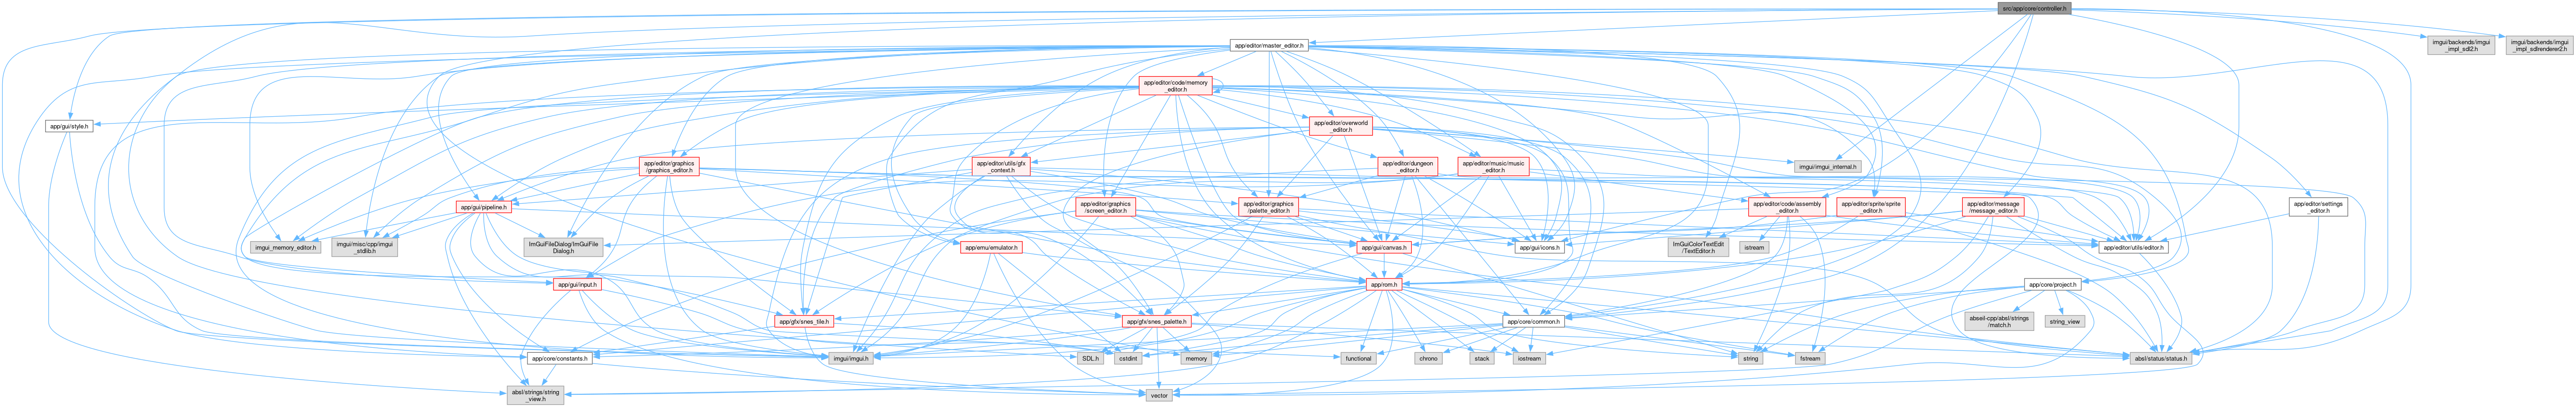 src/app/core/controller.h
app/editor/master_editor.h
imgui/backends/imgui
_impl_sdl2.h
imgui/backends/imgui
_impl_sdlrenderer2.h
app/editor/code/memory
_editor.h
app/gui/style.h
app/editor/overworld
_editor.h
app/editor/graphics
/graphics_editor.h
app/editor/utils/gfx
_context.h
app/editor/dungeon
_editor.h
app/editor/music/music
_editor.h
imgui/imgui_internal.h
app/gui/pipeline.h
app/editor/graphics
/screen_editor.h
app/editor/graphics
/palette_editor.h
app/editor/code/assembly
_editor.h
app/editor/sprite/sprite
_editor.h
app/editor/message
/message_editor.h
app/editor/settings
_editor.h
imgui_memory_editor.h
imgui/misc/cpp/imgui
_stdlib.h
ImGuiFileDialog/ImGuiFile
Dialog.h
app/emu/emulator.h
app/gui/canvas.h
app/gui/icons.h
ImGuiColorTextEdit
/TextEditor.h
istream
app/editor/utils/editor.h
app/gui/input.h
app/rom.h
app/core/project.h
app/gfx/snes_tile.h
app/gfx/snes_palette.h
app/core/common.h
abseil-cpp/absl/strings
/match.h
string_view
app/core/constants.h
imgui/imgui.h
SDL.h
cstdint
memory
functional
chrono
stack
iostream
string
fstream
absl/status/status.h
absl/strings/string
_view.h
vector